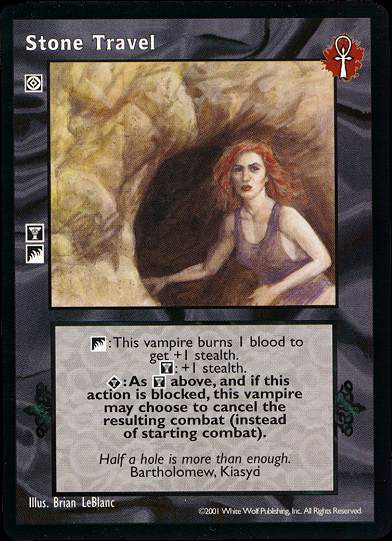 Stone Travel
:This vampire burns 1 blood to
get +1 stealth.
: +1 stealth.
: As above, and if this
action is blocked, this vampire
may choose to cancel the
resulting combat (instead
of starting combat).
Half a hole is more than enough.
Bartholomew, Kiasyd
Illus. Brian LeBlanc
©2001 White Wolf Publishing, Inc. All Rights Reserved.